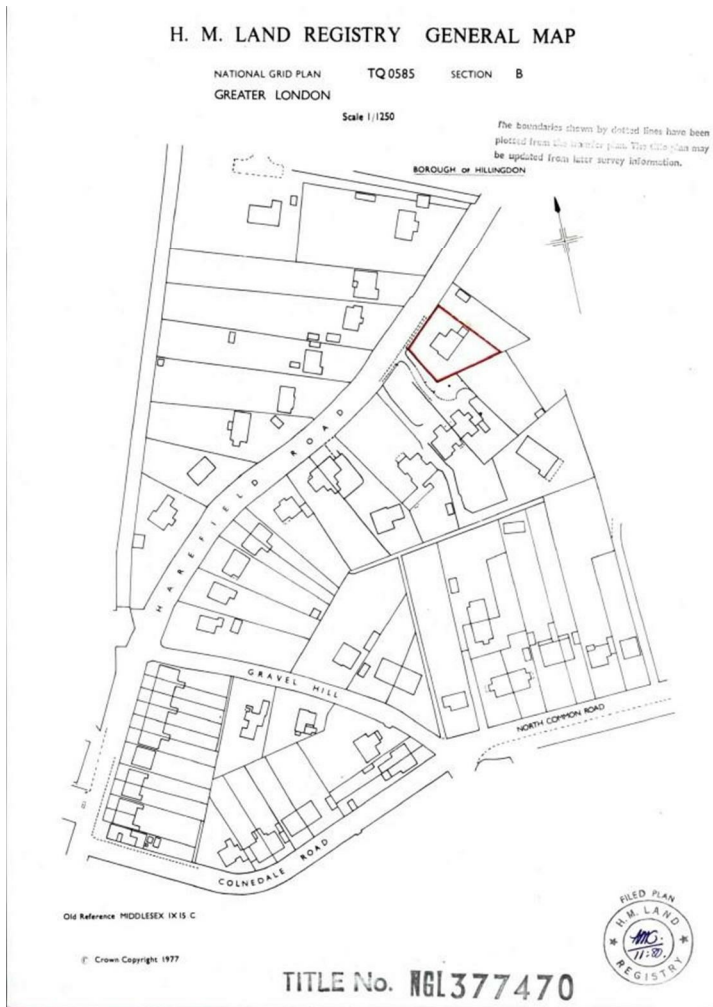 H. M. LAND REGISTRY GENERAL MAP
NATIONAL GRID PLAN TQ 0585 SECTION B
GREATER LONDON
Scale 1/1250
The boundaries shown by dotted lines have been
plotted from the transfer plan. The title plan may
be updated from later survey information.
BOROUGH OF HILLINGDON
HAREFIELD ROAD
GRAVEL HILL
NORTH COMMON ROAD
COLNEDALE ROAD
Old Reference MIDDLESEX IX 15 C
© Crown Copyright 1977
FILED PLAN
H. M. LAND
11:80.
REGISTRY
TITLE No. NGL377470